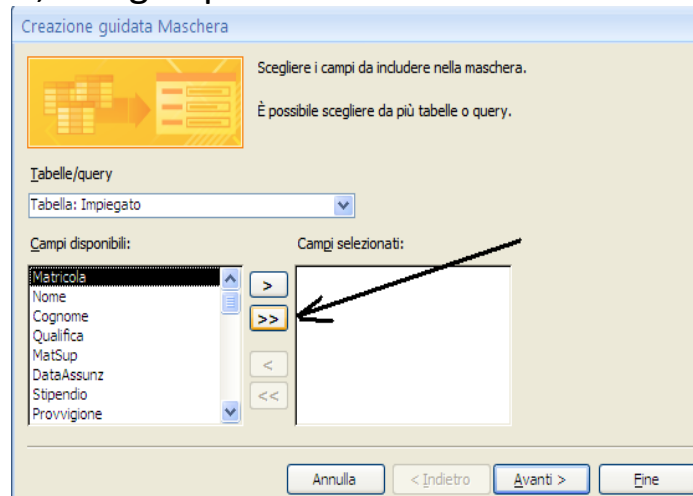 Creazione guidata Maschera
Scegliere i campi da includere nella maschera.
È possibile scegliere da più tabelle o query.
Tabelle/query
Tabella: Impiegato
Campi disponibili: Campi selezionati:
Matricola
Nome
Cognome
Qualifica
MatSup
DataAssunz
Stipendio
Provvigione
>
>>
<
<<
Annulla < Indietro Avanti > Fine